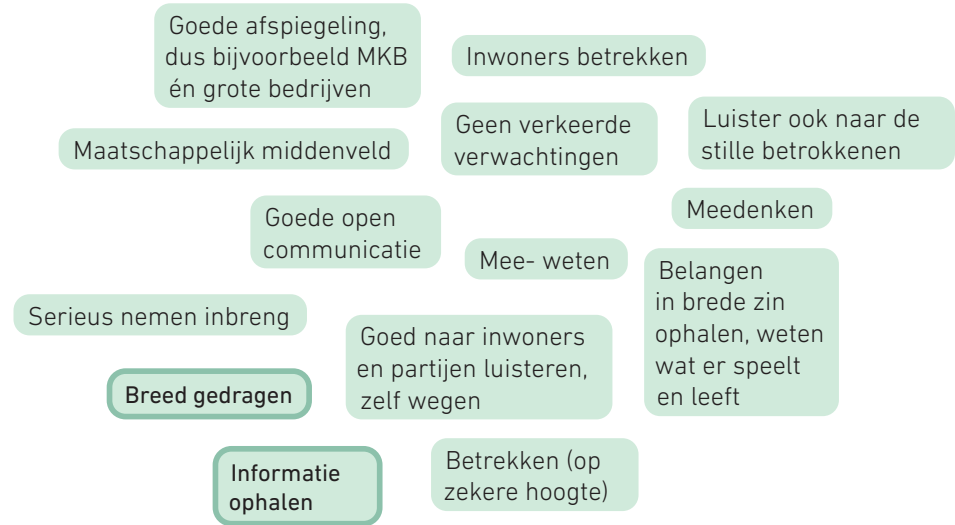 Goede afspiegeling,
dus bijvoorbeeld MKB
én grote bedrijven
Inwoners betrekken
Maatschappelijk middenveld
Geen verkeerde
verwachtingen
Luister ook naar de
stille betrokkenen
Goede open
communicatie
Meedenken
Mee- weten
Belangen
in brede zin
ophalen, weten
wat er speelt
en leeft
Serieus nemen inbreng
Goed naar inwoners
en partijen luisteren,
zelf wegen
Breed gedragen
Informatie
ophalen
Betrekken (op
zekere hoogte)